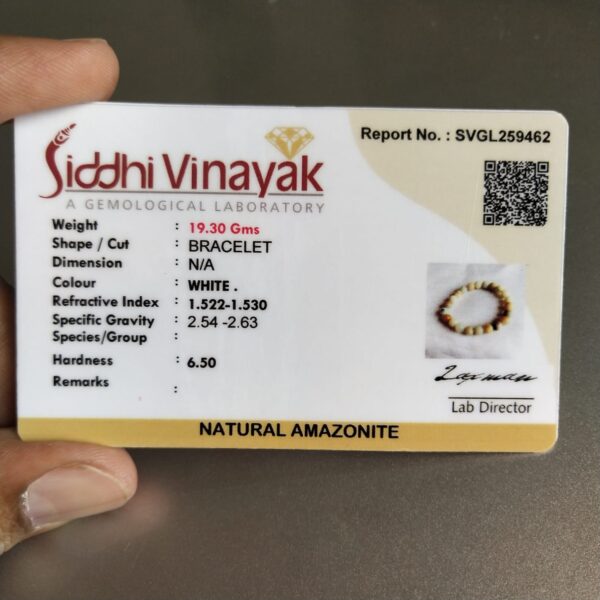 Siddhi Vinayak
A GEMOLOGICAL LABORATORY
Report No. : SVGL259462
Weight : 19.30 Gms
Shape / Cut : BRACELET
Dimension : N/A
Colour : WHITE .
Refractive Index : 1.522-1.530
Specific Gravity : 2.54 -2.63
Species/Group :
Hardness : 6.50
Remarks :
Laxman
Lab Director
NATURAL AMAZONITE